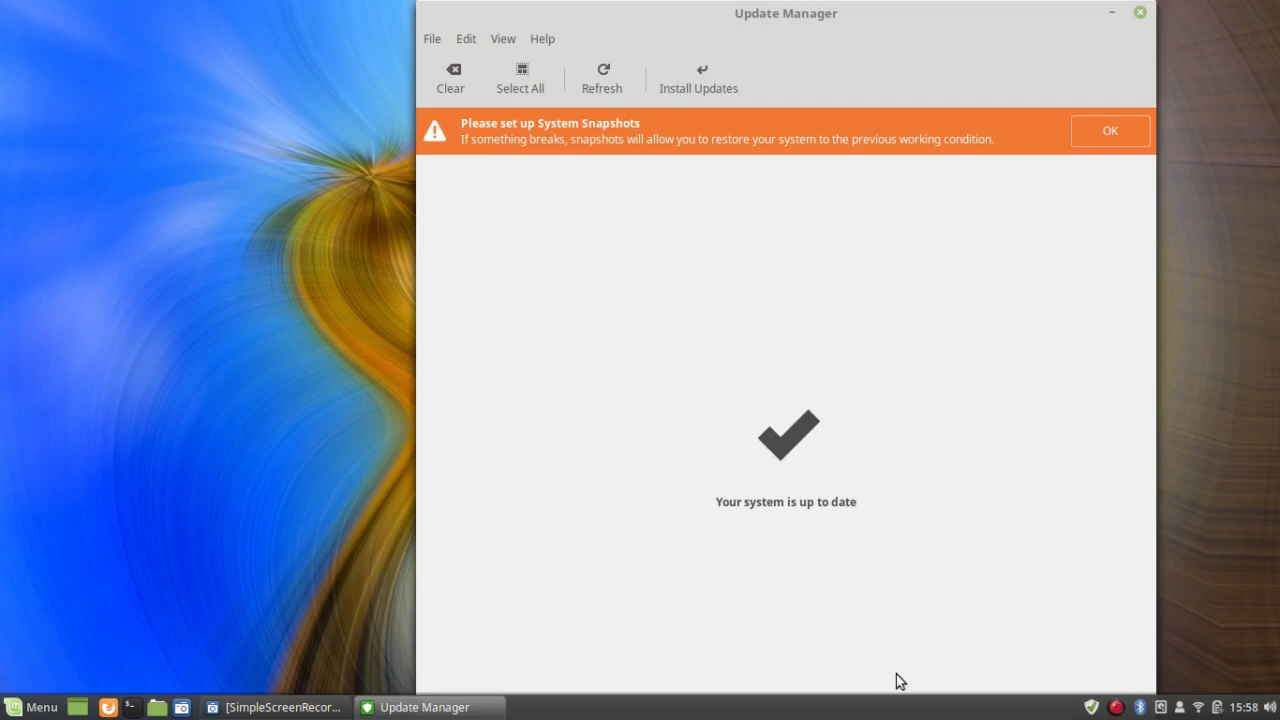 Update Manager
File Edit View Help
Clear Select All Refresh Install Updates
Please set up System Snapshots
If something breaks, snapshots will allow you to restore your system to the previous working condition.
OK
Your system is up to date
Menu [SimpleScreenRecor... Update Manager 15:58